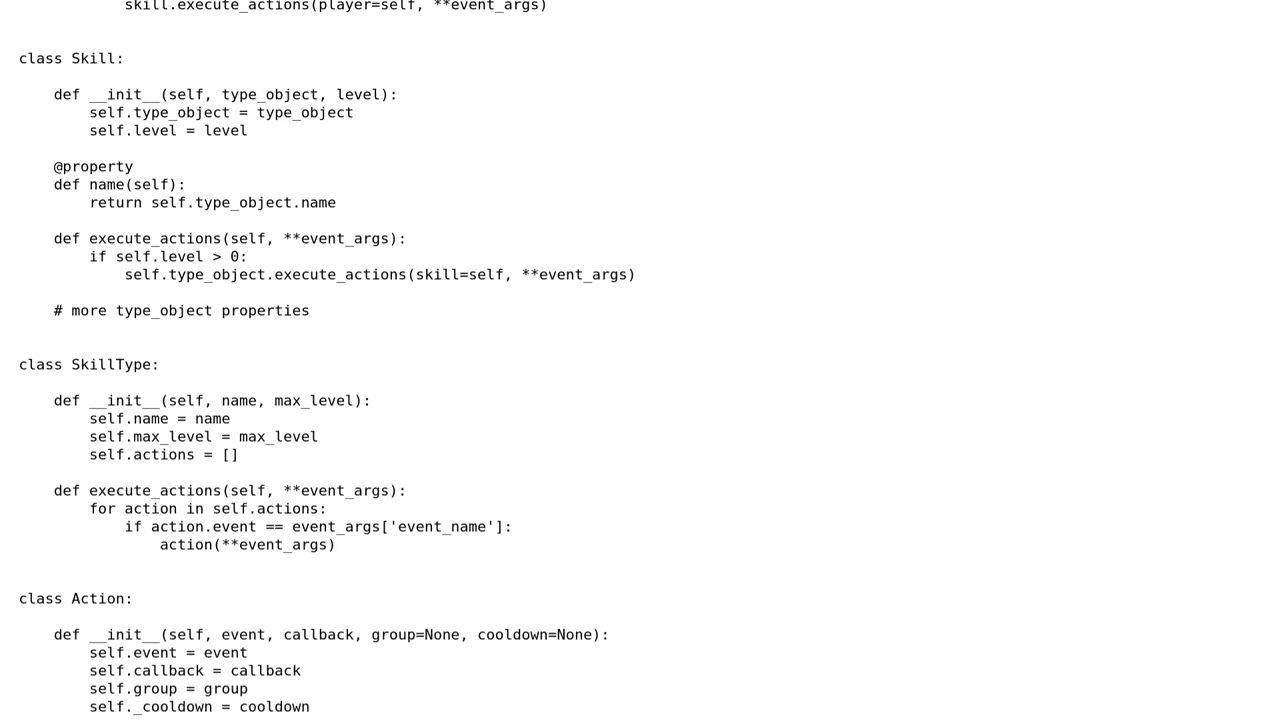 skill.execute_actions(player=self, **event_args)
class Skill:
    def __init__(self, type_object, level):
        self.type_object = type_object
        self.level = level
    @property
    def name(self):
        return self.type_object.name
    def execute_actions(self, **event_args):
        if self.level > 0:
            self.type_object.execute_actions(skill=self, **event_args)
    # more type_object properties
class SkillType:
    def __init__(self, name, max_level):
        self.name = name
        self.max_level = max_level
        self.actions = []
    def execute_actions(self, **event_args):
        for action in self.actions:
            if action.event == event_args['event_name']:
                action(**event_args)
class Action:
    def __init__(self, event, callback, group=None, cooldown=None):
        self.event = event
        self.callback = callback
        self.group = group
        self._cooldown = cooldown